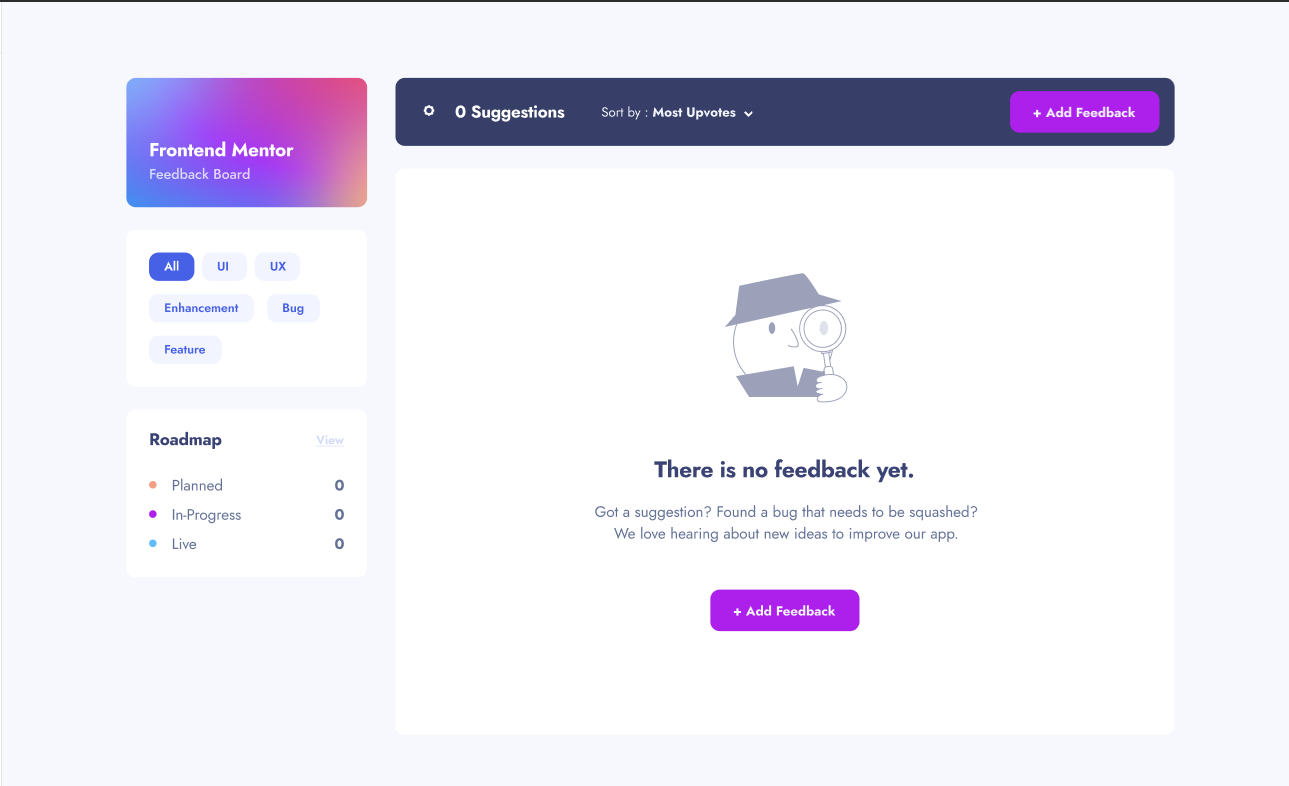 Frontend Mentor
Feedback Board
All UI UX
Enhancement Bug
Feature
Roadmap View
Planned 0
In-Progress 0
Live 0
0 Suggestions Sort by : Most Upvotes + Add Feedback
There is no feedback yet.
Got a suggestion? Found a bug that needs to be squashed?
We love hearing about new ideas to improve our app.
+ Add Feedback